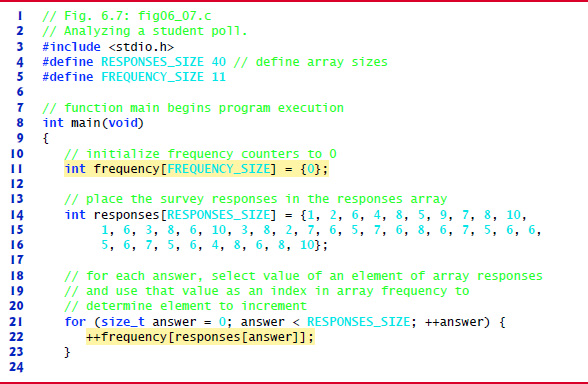 1 // Fig. 6.7: fig06_07.c
2 // Analyzing a student poll.
3 #include <stdio.h>
4 #define RESPONSES_SIZE 40 // define array sizes
5 #define FREQUENCY_SIZE 11
6
7 // function main begins program execution
8 int main(void)
9 {
10 // initialize frequency counters to 0
11 int frequency[FREQUENCY_SIZE] = {0};
12
13 // place the survey responses in the responses array
14 int responses[RESPONSES_SIZE] = {1, 2, 6, 4, 8, 5, 9, 7, 8, 10,
15 1, 6, 3, 8, 6, 10, 3, 8, 2, 7, 6, 5, 7, 6, 8, 6, 7, 5, 6, 6,
16 5, 6, 7, 5, 6, 4, 8, 6, 8, 10};
17
18 // for each answer, select value of an element of array responses
19 // and use that value as an index in array frequency to
20 // determine element to increment
21 for (size_t answer = 0; answer < RESPONSES_SIZE; ++answer) {
22 ++frequency[responses[answer]];
23 }
24